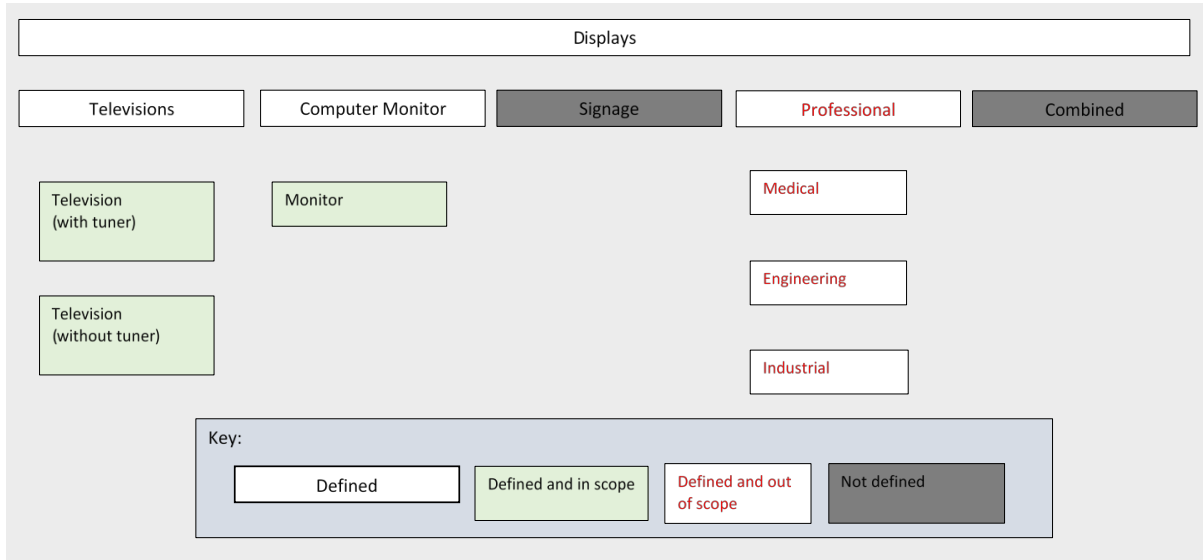 Displays
Televisions
Computer Monitor
Signage
Professional
Combined
Television
(with tuner)
Monitor
Medical
Engineering
Television
(without tuner)
Industrial
Key:
Defined
Defined and in scope
Defined and out
of scope
Not defined